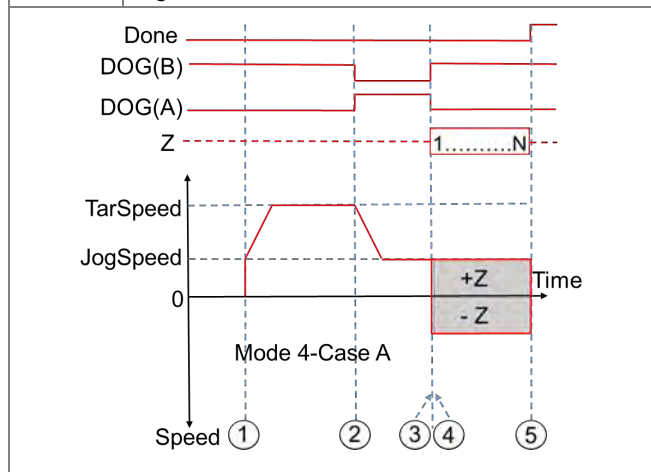 Done
DOG(B)
DOG(A)
Z
1..........N
TarSpeed
JogSpeed
+Z
Time
0
- Z
Mode 4-Case A
Speed
1
2
3
4
5